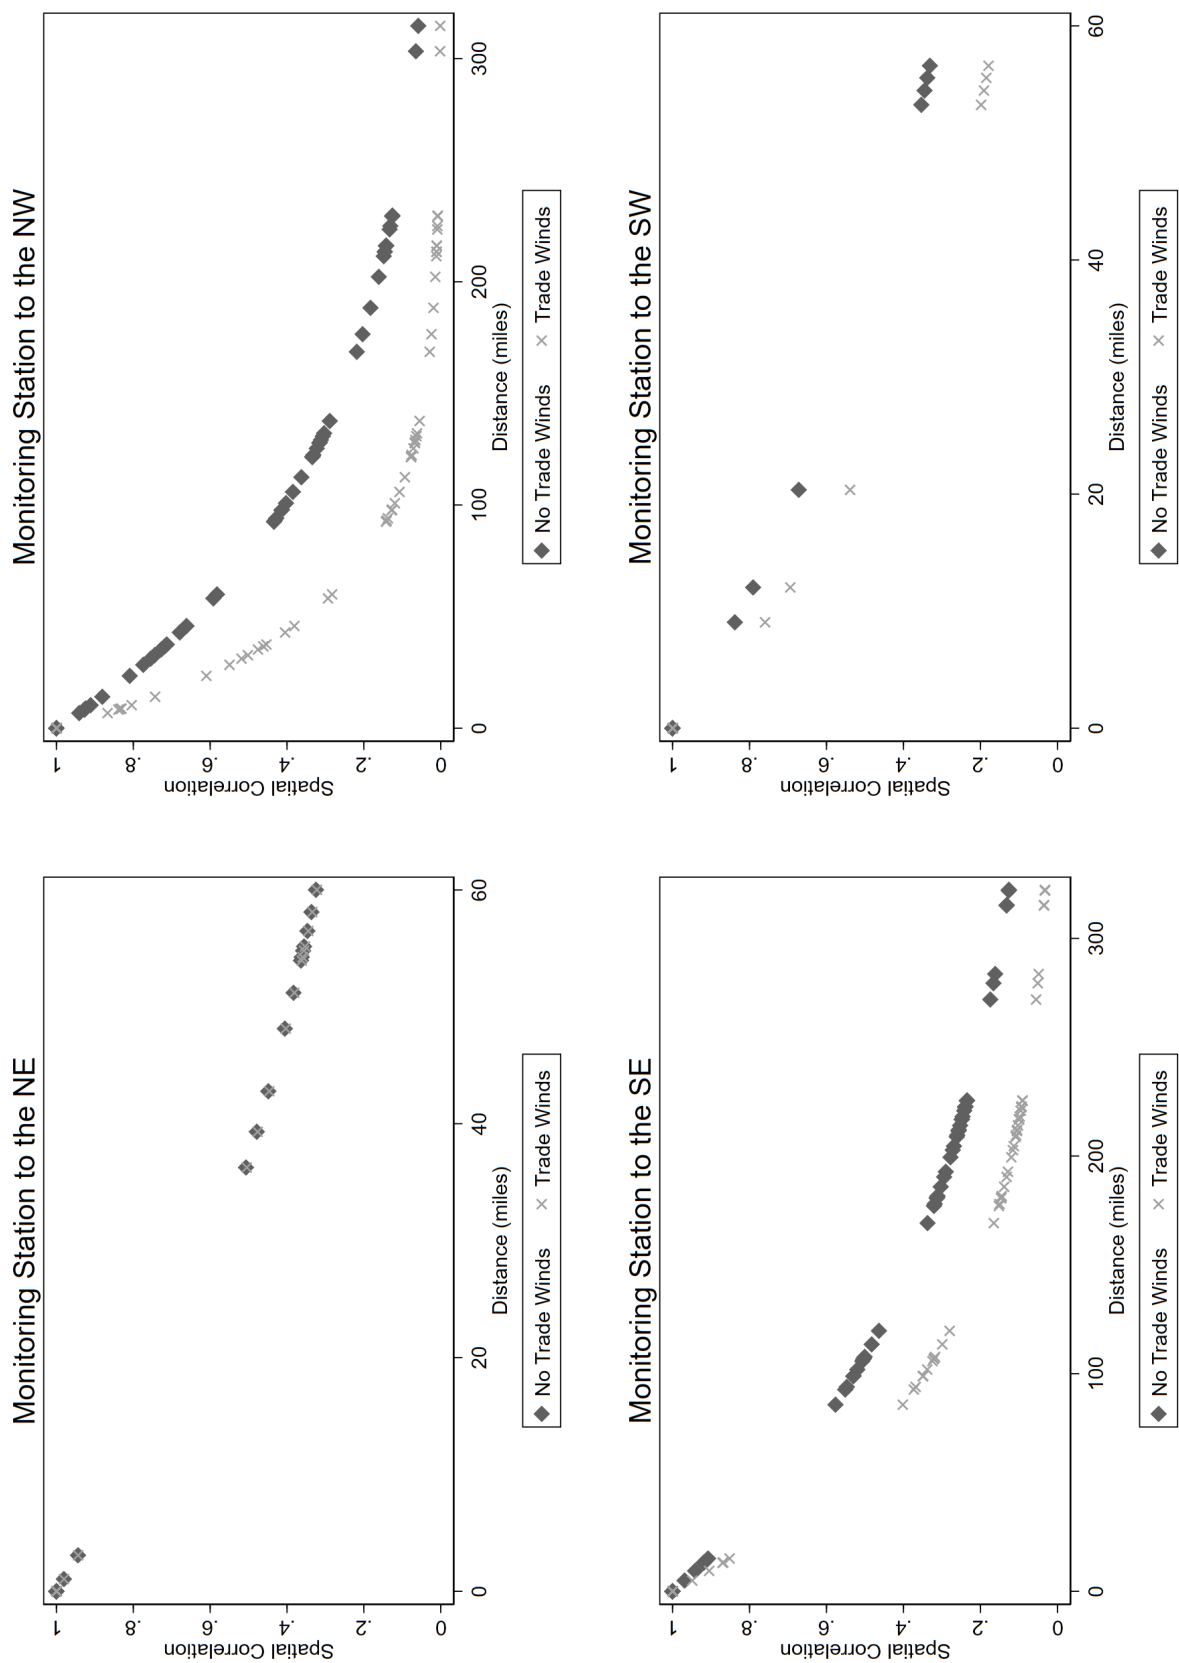 Monitoring Station to the NE
Spatial Correlation
1
.8
.6
.4
.2
0
0 20 40 60
Distance (miles)
No Trade Winds Trade Winds
Monitoring Station to the NW
Spatial Correlation
1
.8
.6
.4
.2
0
0 100 200 300
Distance (miles)
No Trade Winds Trade Winds
Monitoring Station to the SE
Spatial Correlation
1
.8
.6
.4
.2
0
0 100 200 300
Distance (miles)
No Trade Winds Trade Winds
Monitoring Station to the SW
Spatial Correlation
1
.8
.6
.4
.2
0
0 20 40 60
Distance (miles)
No Trade Winds Trade Winds